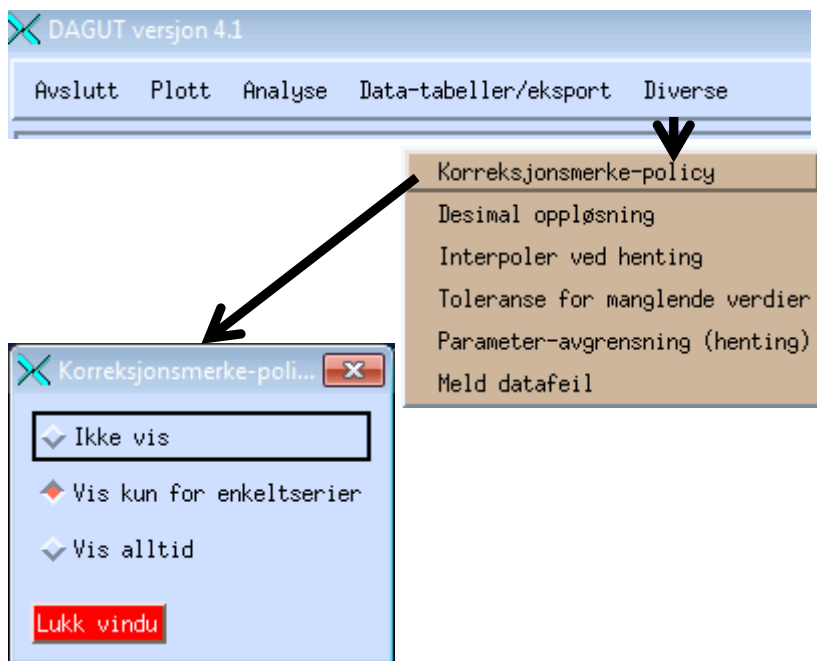 DAGUT versjon 4.1
Avslutt Plott Analyse Data-tabeller/eksport Diverse
Korreksjonsmerke-policy
Desimal oppløsning
Interpoler ved henting
Toleranse for manglende verdier
Parameter-avgrensning (henting)
Meld datafeil
Korreksjonsmerke-poli...
Ikke vis
Vis kun for enkeltserier
Vis alltid
Lukk vindu